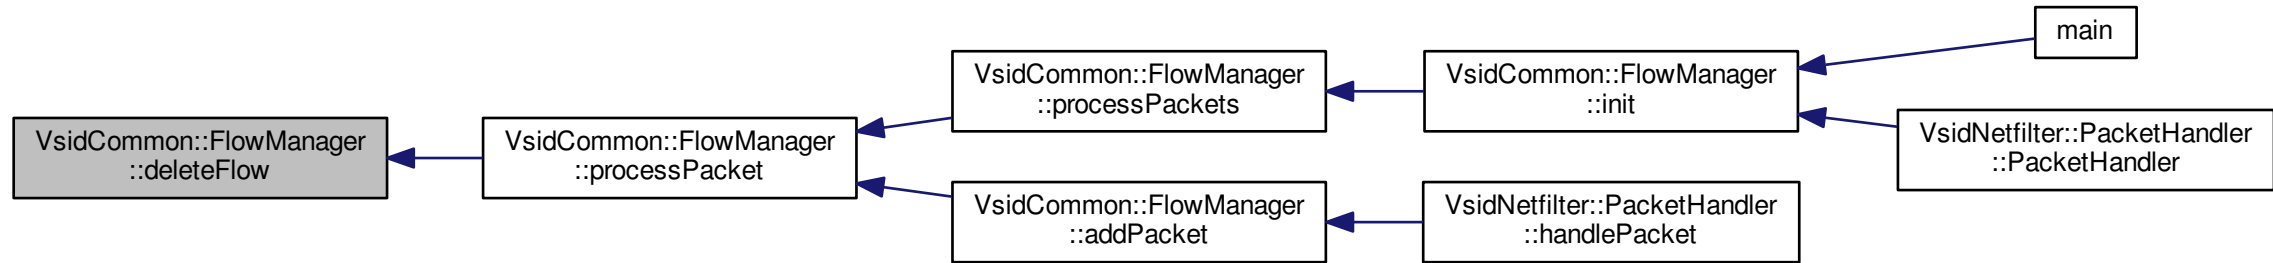 VsidCommon::FlowManager
::deleteFlow
VsidCommon::FlowManager
::processPacket
VsidCommon::FlowManager
::processPackets
VsidCommon::FlowManager
::addPacket
VsidCommon::FlowManager
::init
VsidNetfilter::PacketHandler
::handlePacket
main
VsidNetfilter::PacketHandler
::PacketHandler